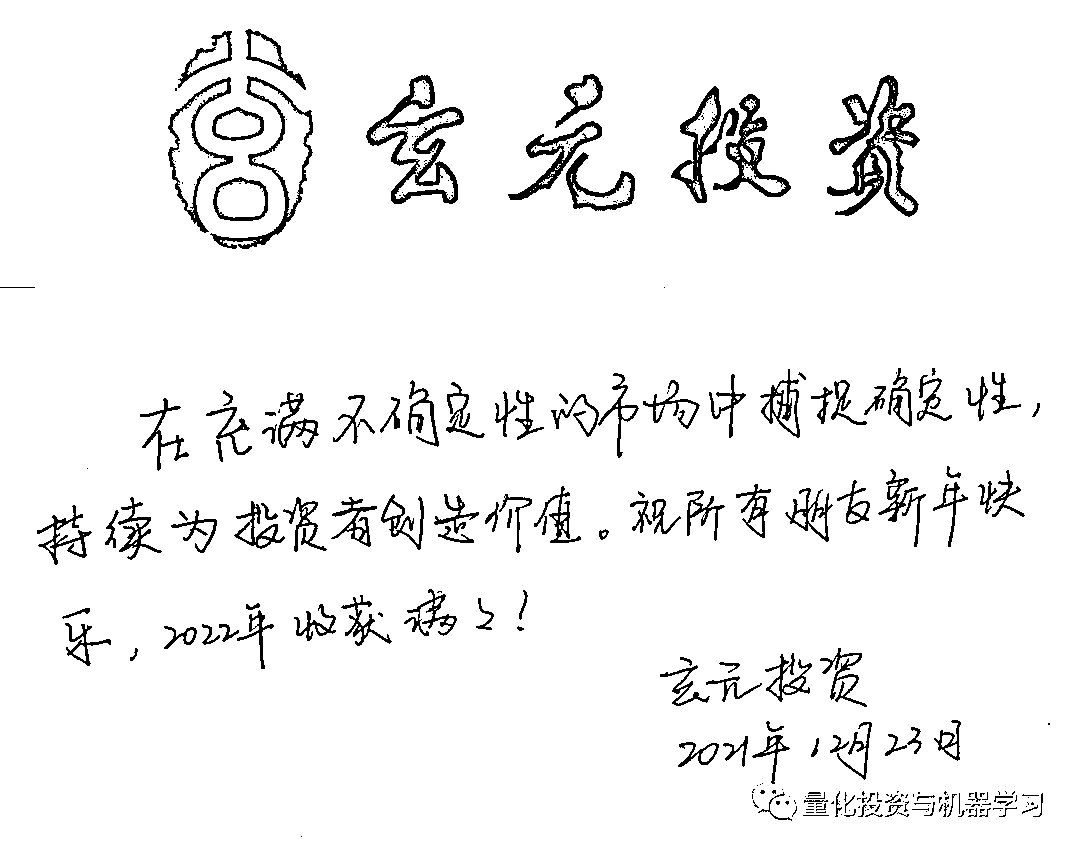 玄元投资
在充满不确定性的市场中捕捉确定性，
持续为投资者创造价值。祝所有朋友新年快
乐，2022年收获满々！
玄元投资
2021年12月23日
量化投资与机器学习